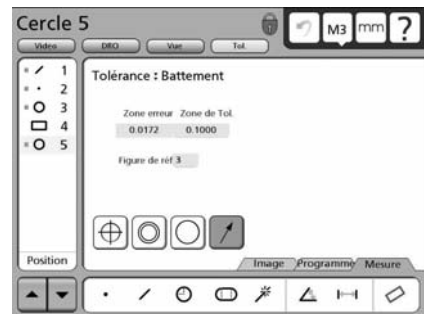 Cercle 5
M3 mm ?
Video DRO Vue Tol.
1
2
3
4
5
Position
Tolérance : Battement
Zone erreur Zone de Tol.
0.0172 0.1000
Figure de réf 3
Image Programme Mesure